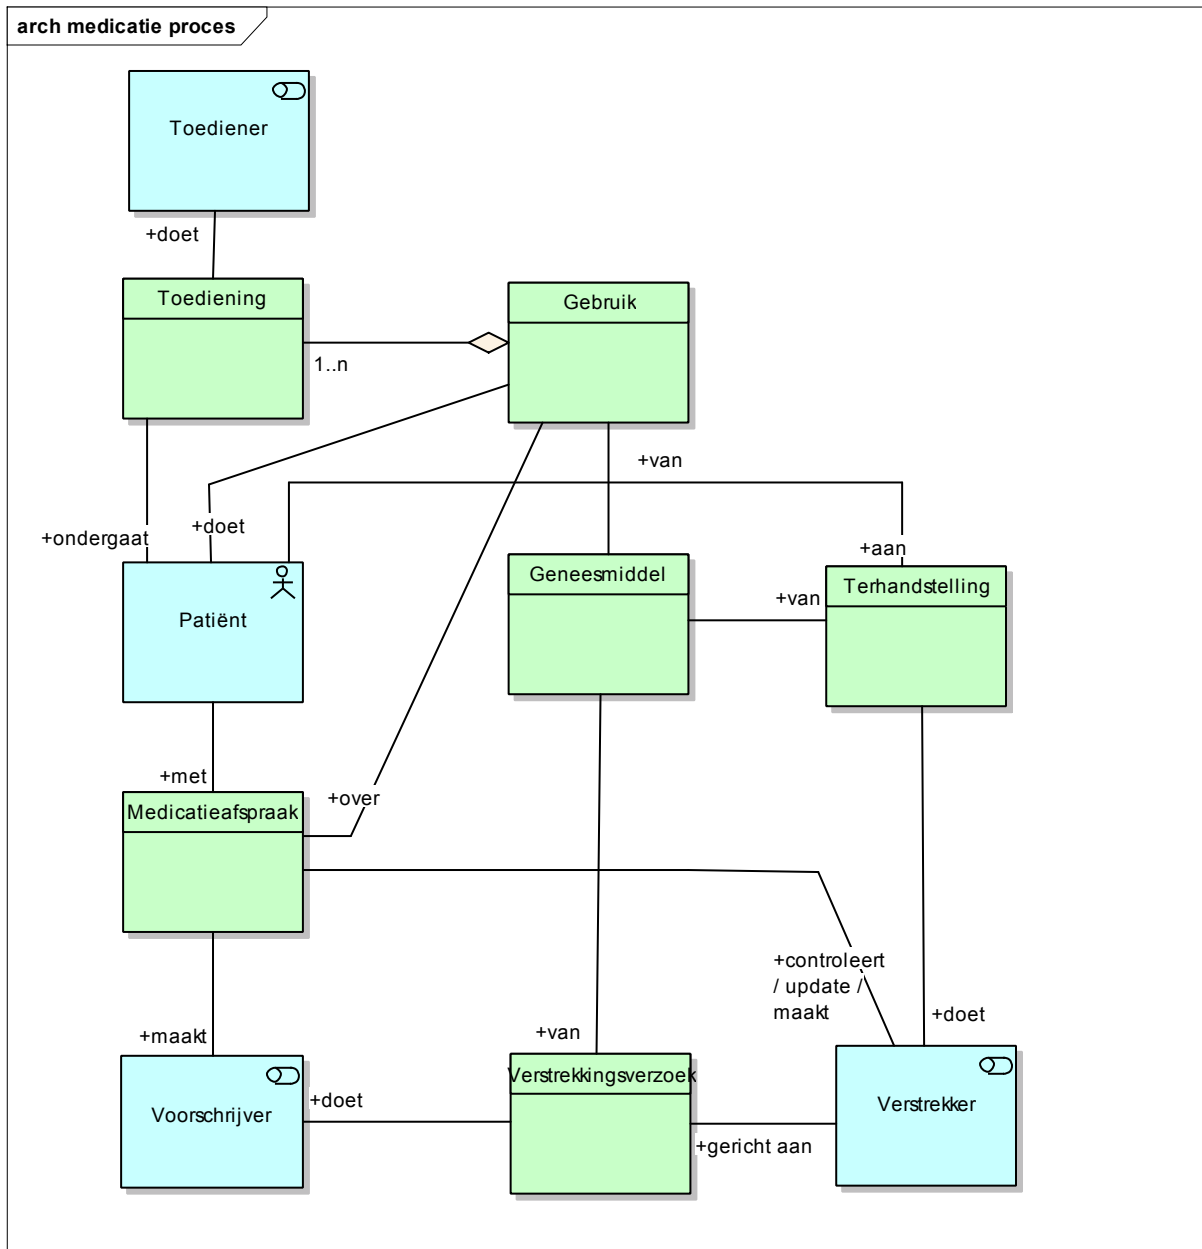 arch medicatie proces
Toediener
+doet
Toediening
Gebruik
1..n
+van
+doet
+ondergaat
+aan
Geneesmiddel
Terhandstelling
+van
Patiënt
+met
+over
Medicatieafspraak
+controleert
/ update /
maakt
+doet
+maakt
+van
Verstrekkingsverzoek
+doet
Voorschrijver
Verstrekker
+gericht aan